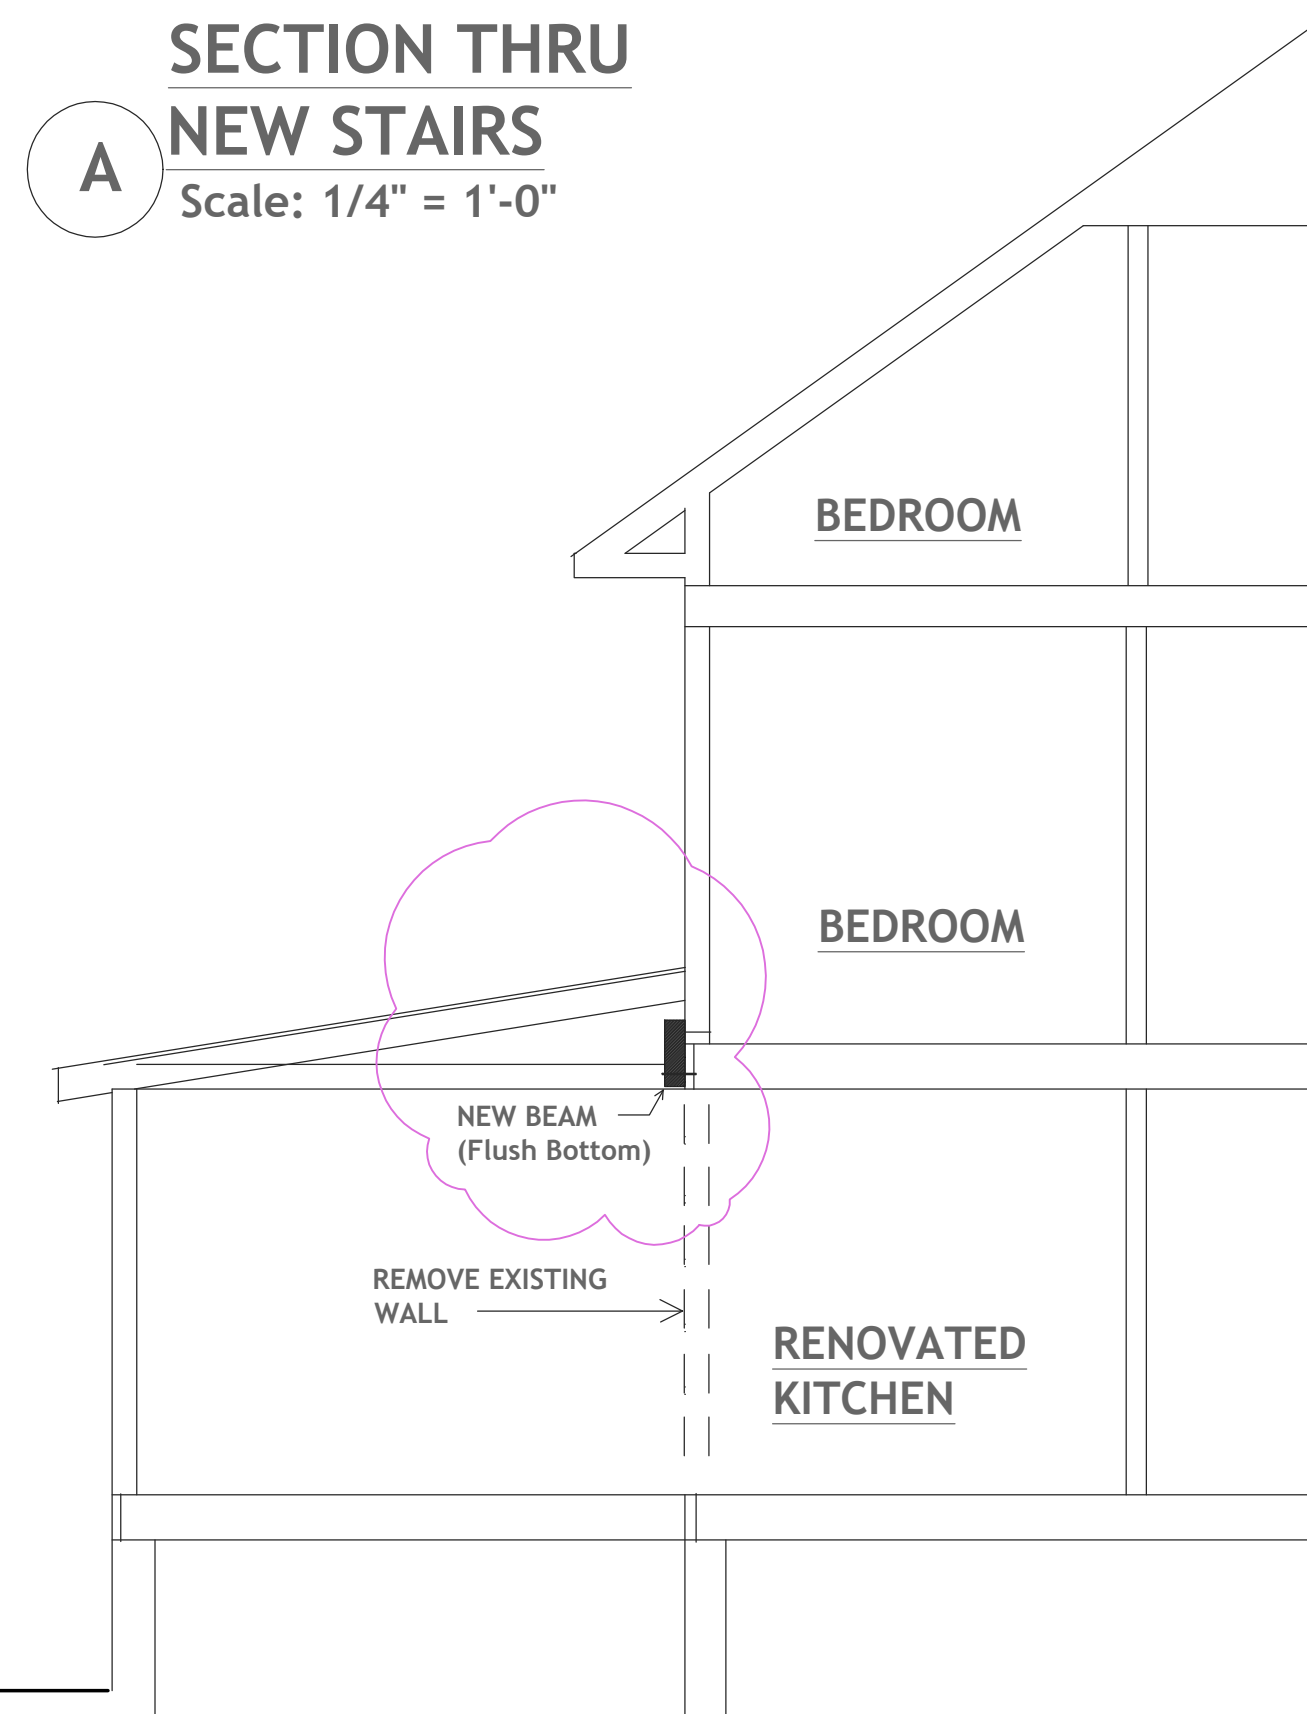 SECTION THRU
NEW STAIRS
A
Scale: 1/4" = 1'-0"
BEDROOM
BEDROOM
NEW BEAM
(Flush Bottom)
REMOVE EXISTING
WALL
RENOVATED
KITCHEN